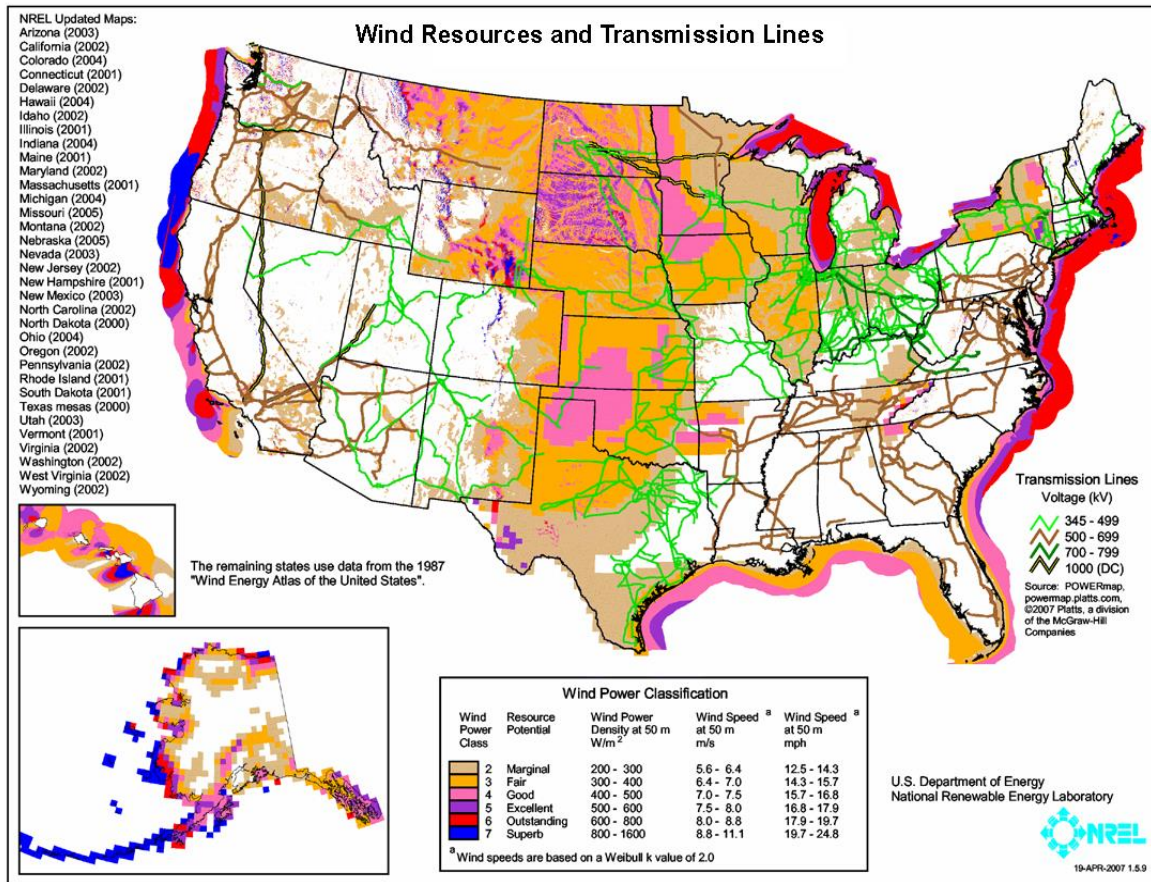 Wind Resources and Transmission Lines
NREL Updated Maps:
Arizona (2003)
California (2002)
Colorado (2004)
Connecticut (2001)
Delaware (2002)
Hawaii (2004)
Idaho (2002)
Illinois (2001)
Indiana (2004)
Maine (2001)
Maryland (2002)
Massachusetts (2001)
Michigan (2004)
Missouri (2005)
Montana (2002)
Nebraska (2005)
Nevada (2003)
New Jersey (2002)
New Hampshire (2001)
New Mexico (2003)
North Carolina (2002)
North Dakota (2000)
Ohio (2004)
Oregon (2002)
Pennsylvania (2002)
Rhode Island (2001)
South Dakota (2001)
Texas mesas (2000)
Utah (2003)
Vermont (2001)
Virginia (2002)
Washington (2002)
West Virginia (2002)
Wyoming (2002)
The remaining states use data from the 1987
"Wind Energy Atlas of the United States".
Transmission Lines
Voltage (kV)
345 - 499
500 - 699
700 - 799
1000 (DC)
Source: POWERmap,
powermap.platts.com,
©2007 Platts, a division
of the McGraw-Hill
Companies
Wind Power Classification
Wind Power Class Resource Potential Wind Power Density at 50 m W/m² Wind Speed a at 50 m m/s Wind Speed a at 50 m mph
2 Marginal 200 - 300 5.6 - 6.4 12.5 - 14.3
3 Fair 300 - 400 6.4 - 7.0 14.3 - 15.7
4 Good 400 - 500 7.0 - 7.5 15.7 - 16.8
5 Excellent 500 - 600 7.5 - 8.0 16.8 - 17.9
6 Outstanding 600 - 800 8.0 - 8.8 17.9 - 19.7
7 Superb 800 - 1600 8.8 - 11.1 19.7 - 24.8
a Wind speeds are based on a Weibull k value of 2.0
U.S. Department of Energy
National Renewable Energy Laboratory
NREL
19-APR-2007 1.5.9